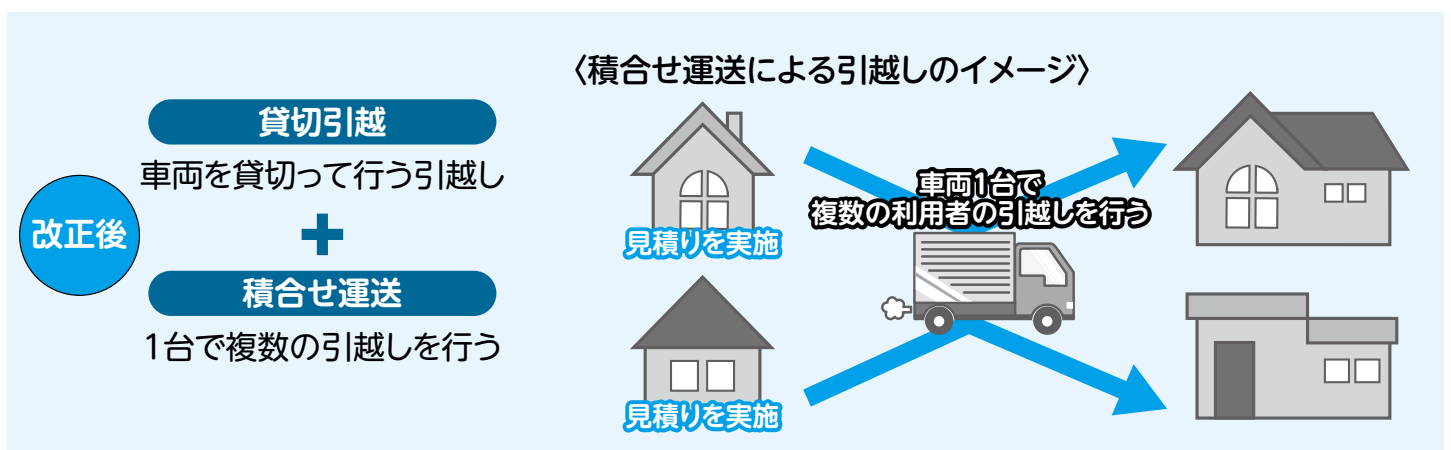 改正後
貸切引越
車両を貸切って行う引越し
積合せ運送
1台で複数の引越しを行う
〈積合せ運送による引越しのイメージ〉
見積りを実施
見積りを実施
車両1台で
複数の利用者の引越しを行う